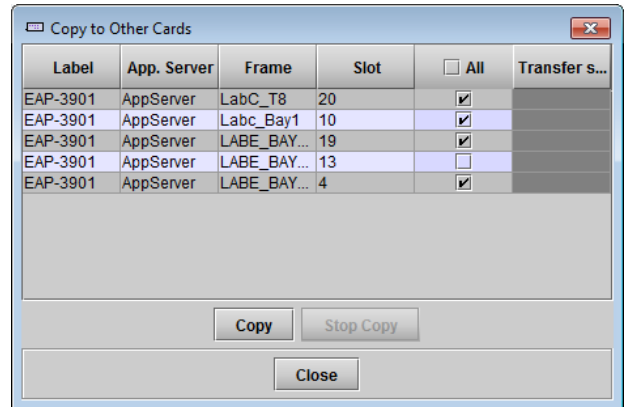 Copy to Other Cards
Label App. Server Frame Slot All Transfer s...
EAP-3901 AppServer LabC_T8 20
EAP-3901 AppServer Labc_Bay1 10
EAP-3901 AppServer LABE_BAY... 19
EAP-3901 AppServer LABE_BAY... 13
EAP-3901 AppServer LABE_BAY... 4
Copy Stop Copy
Close